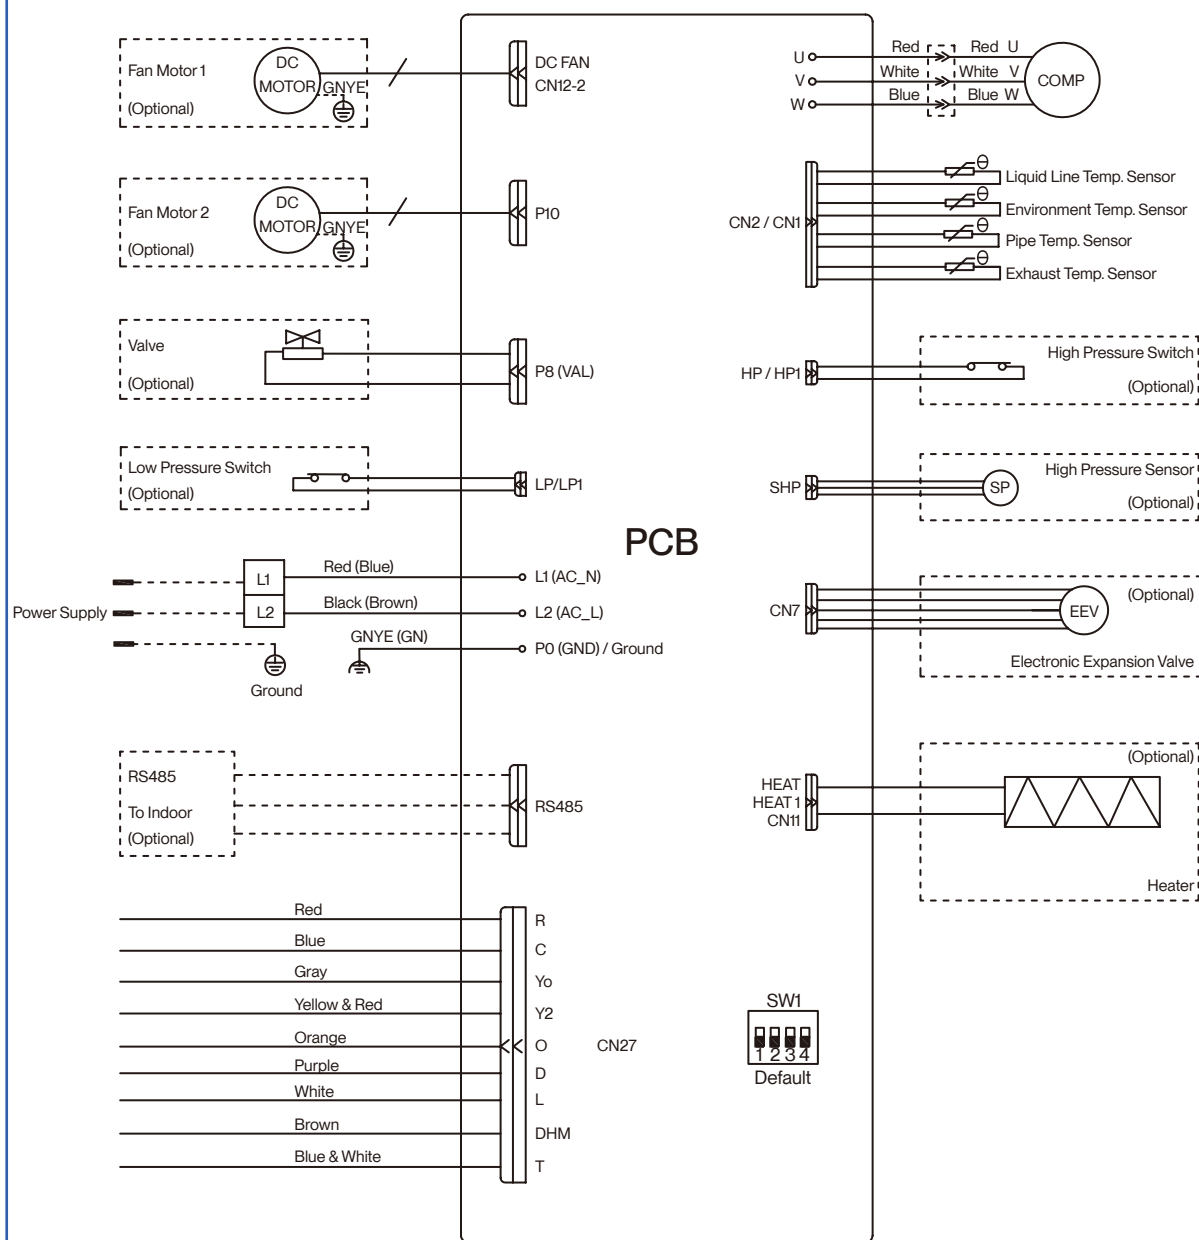 Fan Motor 1
(Optional)
DC
MOTOR
GNYE
DC FAN
CN12-2
Fan Motor 2
(Optional)
DC
MOTOR
GNYE
P10
Valve
(Optional)
P8 (VAL)
Low Pressure Switch
(Optional)
LP/LP1
PCB
Power Supply
L1
L2
Red (Blue)
Black (Brown)
GNYE (GN)
Ground
L1 (AC_N)
L2 (AC_L)
P0 (GND) / Ground
RS485
To Indoor
(Optional)
RS485
Red
R
Blue
C
Gray
Yo
Yellow & Red
Y2
Orange
O
CN27
Purple
D
White
L
Brown
DHM
Blue & White
T
U
Red
Red U
V
White
White V
W
Blue
Blue W
COMP
CN2 / CN1
Liquid Line Temp. Sensor
Environment Temp. Sensor
Pipe Temp. Sensor
Exhaust Temp. Sensor
HP / HP1
High Pressure Switch
(Optional)
SHP
SP
High Pressure Sensor
(Optional)
CN7
EEV
(Optional)
Electronic Expansion Valve
HEAT
HEAT 1
CN11
(Optional)
Heater
SW1
1 2 3 4
Default